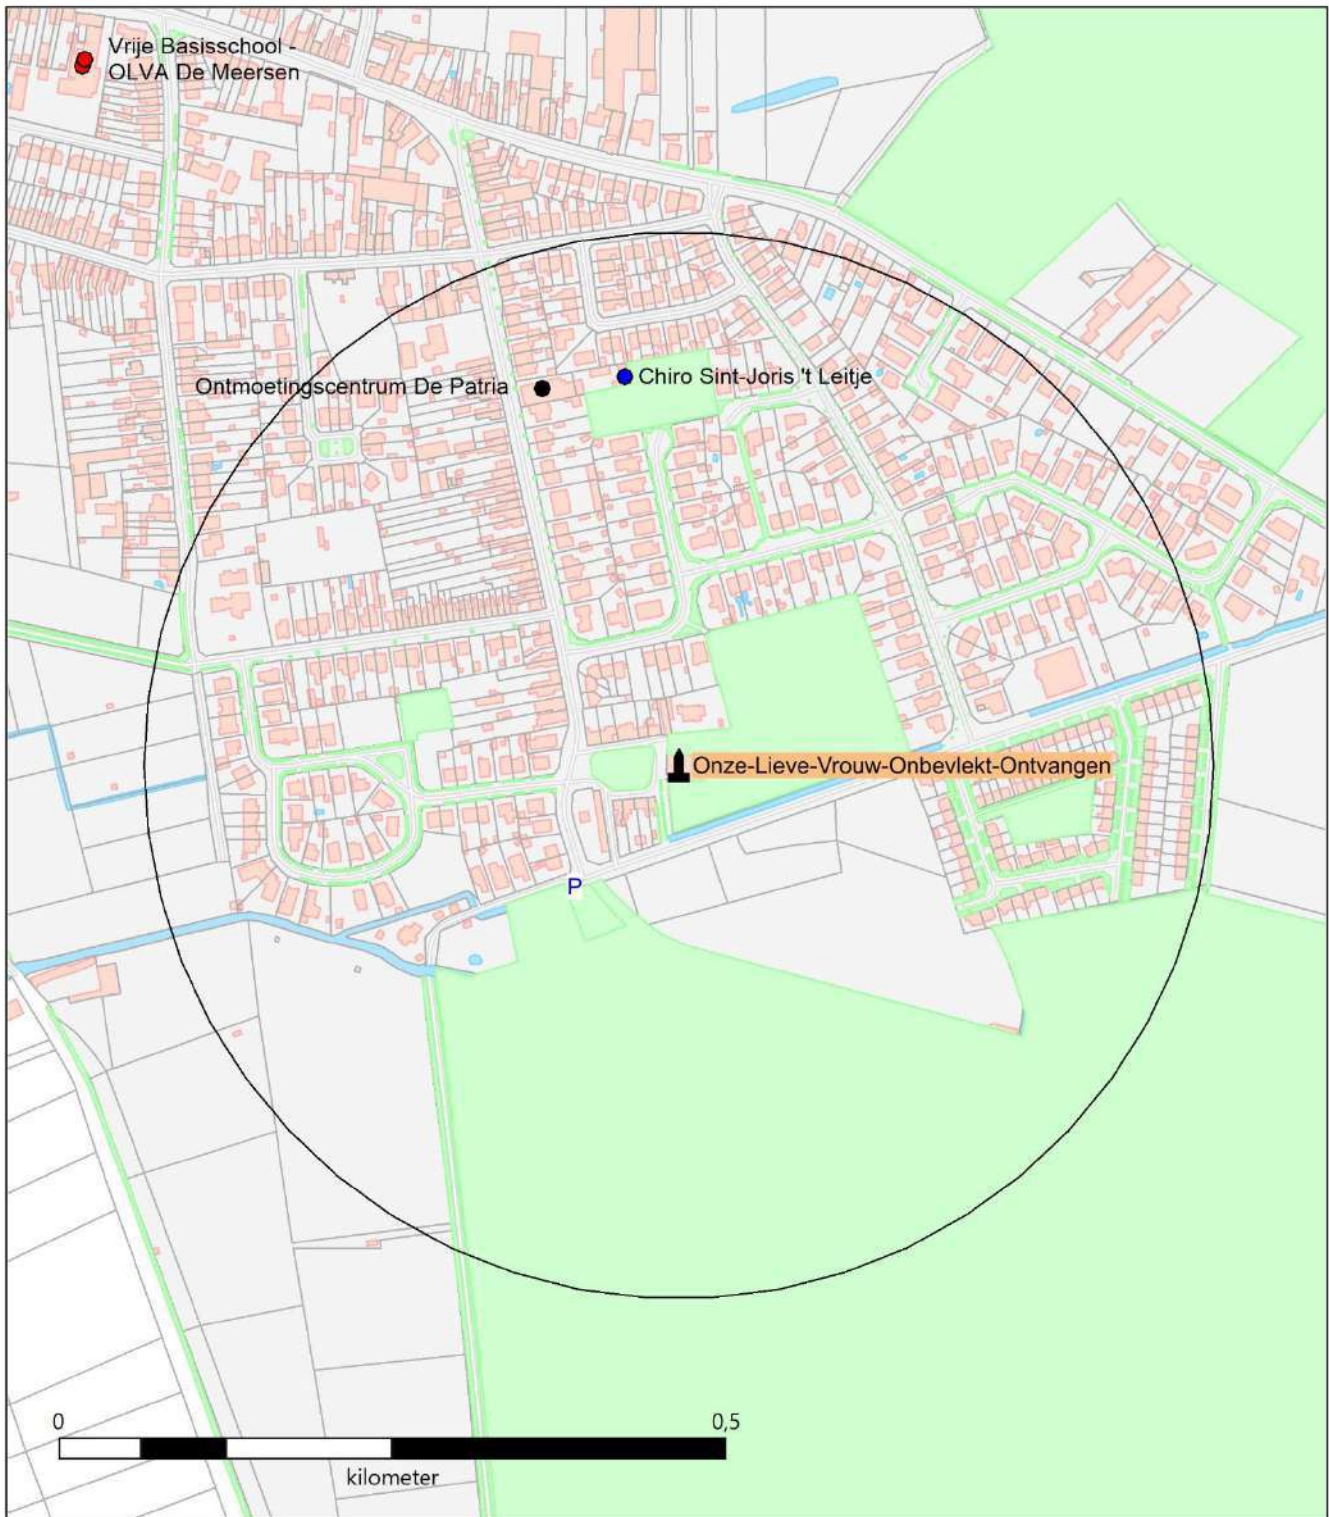 Vrije Basisschool -
OLVA De Meersen
Ontmoetingscentrum De Patria
Chiro Sint-Joris 't Leitje
Onze-Lieve-Vrouw-Onbevlekt-Ontvangen
P
0
0,5
kilometer